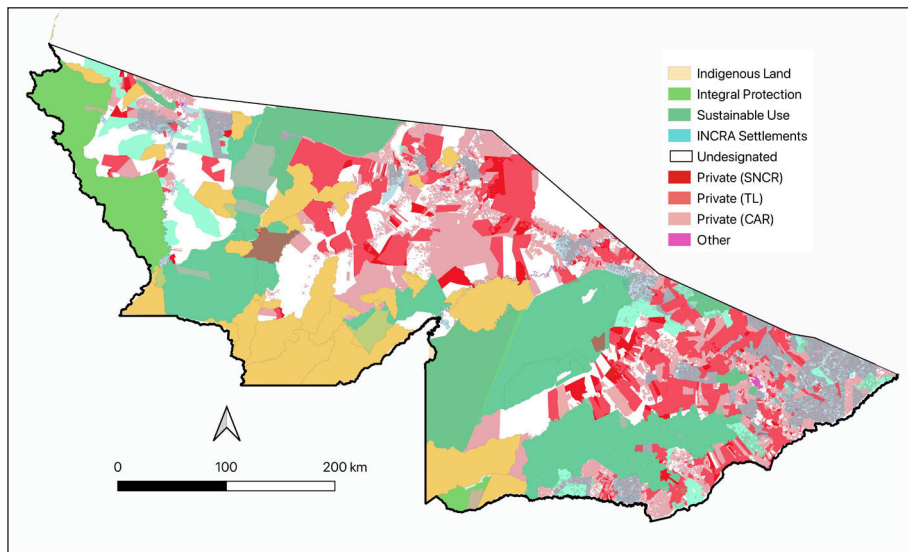 Indigenous Land
Integral Protection
Sustainable Use
INCRA Settlements
Undesignated
Private (SNCR)
Private (TL)
Private (CAR)
Other
0 100 200 km